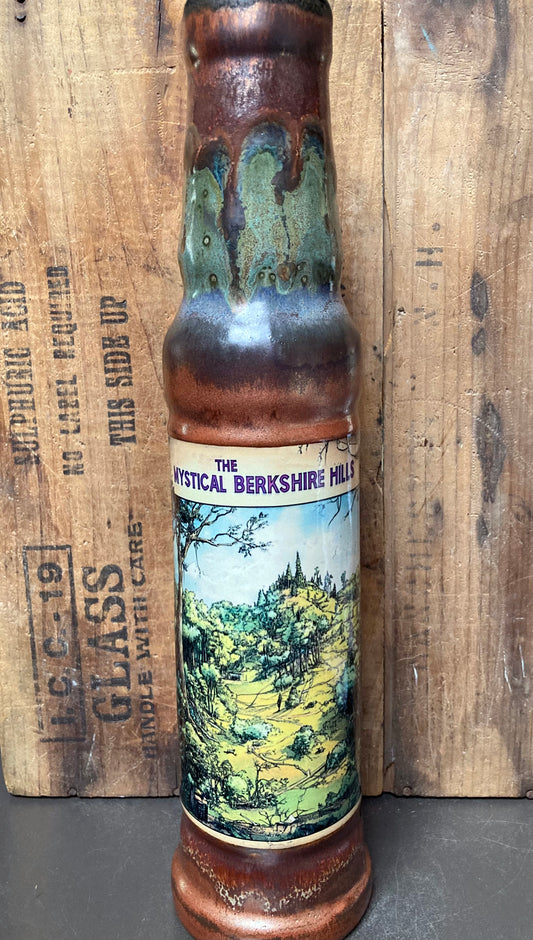 THE
MYSTICAL BERKSHIRE HILLS
SULPHURIC ACID
NO LABEL REQUIRED
THIS SIDE UP
I.C.C-19
GLASS
HANDLE WITH CARE